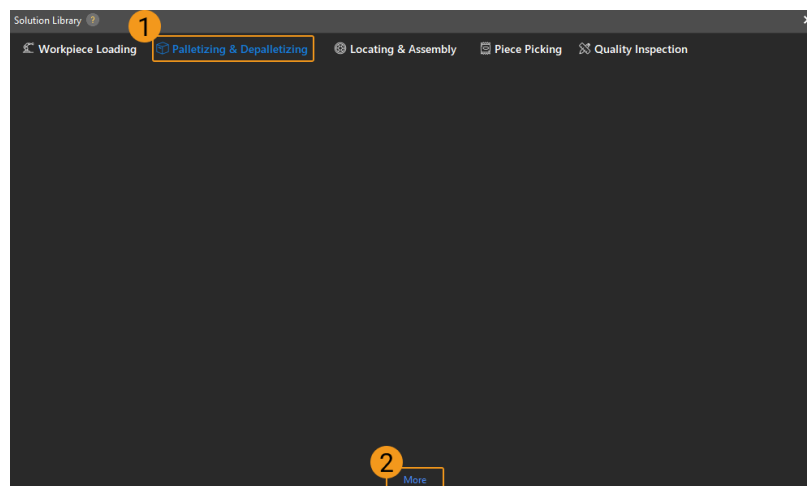 Solution Library ?
1
Workpiece Loading Palletizing & Depalletizing Locating & Assembly Piece Picking Quality Inspection
2
More